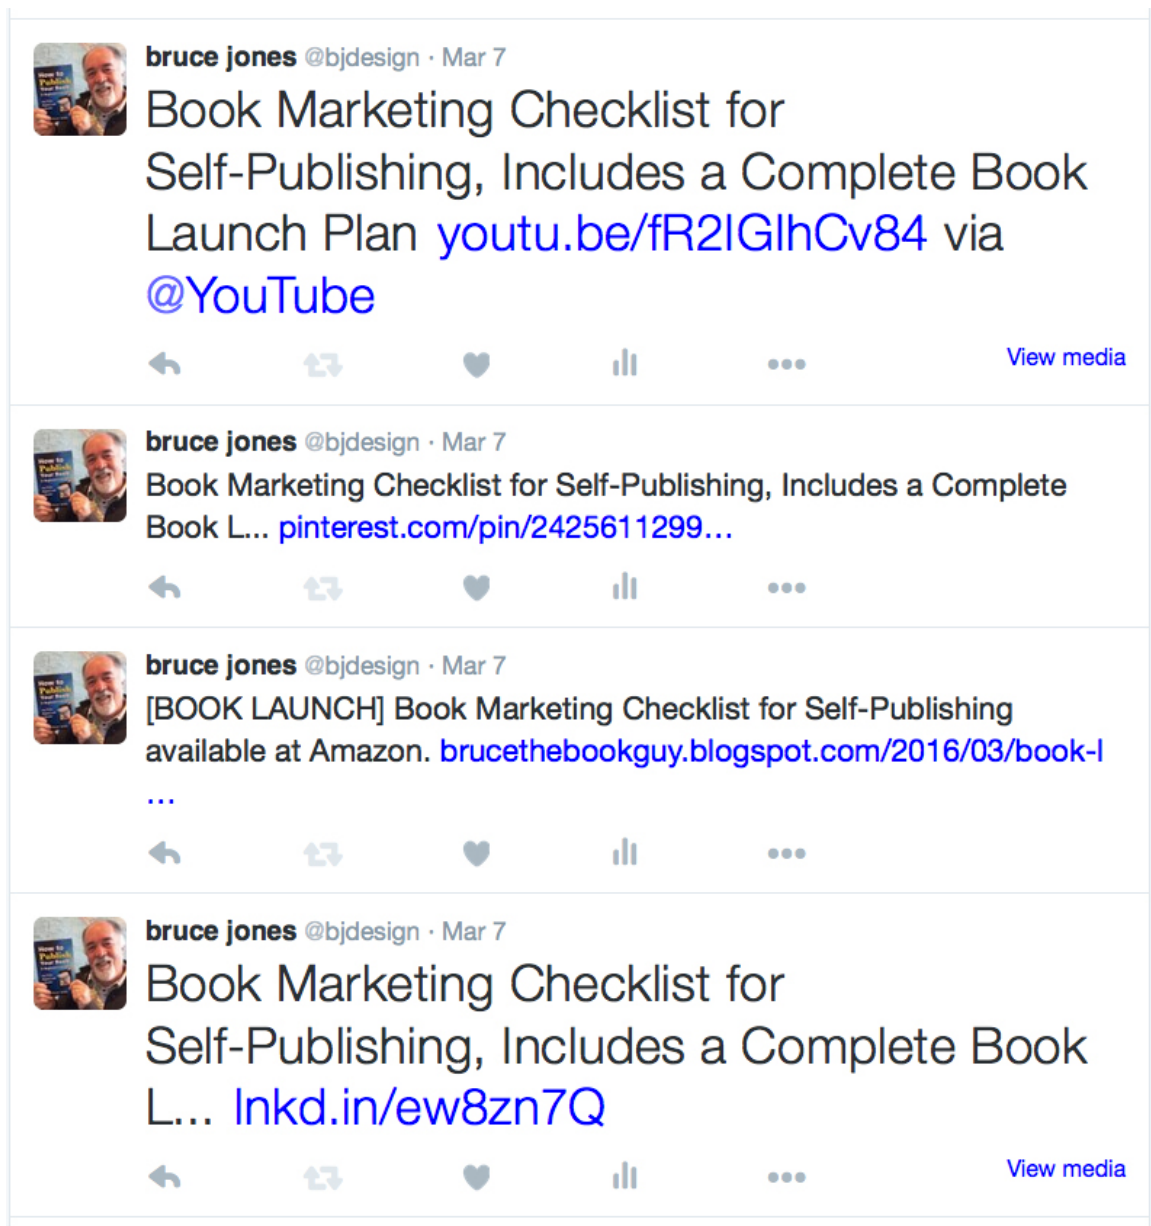 bruce jones @bjdesign · Mar 7
Book Marketing Checklist for
Self-Publishing, Includes a Complete Book
Launch Plan youtu.be/fR2IGlhCv84 via
@YouTube
View media
bruce jones @bjdesign · Mar 7
Book Marketing Checklist for Self-Publishing, Includes a Complete
Book L... pinterest.com/pin/2425611299...
bruce jones @bjdesign · Mar 7
[BOOK LAUNCH] Book Marketing Checklist for Self-Publishing
available at Amazon. brucethebookguy.blogspot.com/2016/03/book-l
...
bruce jones @bjdesign · Mar 7
Book Marketing Checklist for
Self-Publishing, Includes a Complete Book
L... lnkd.in/ew8zn7Q
View media